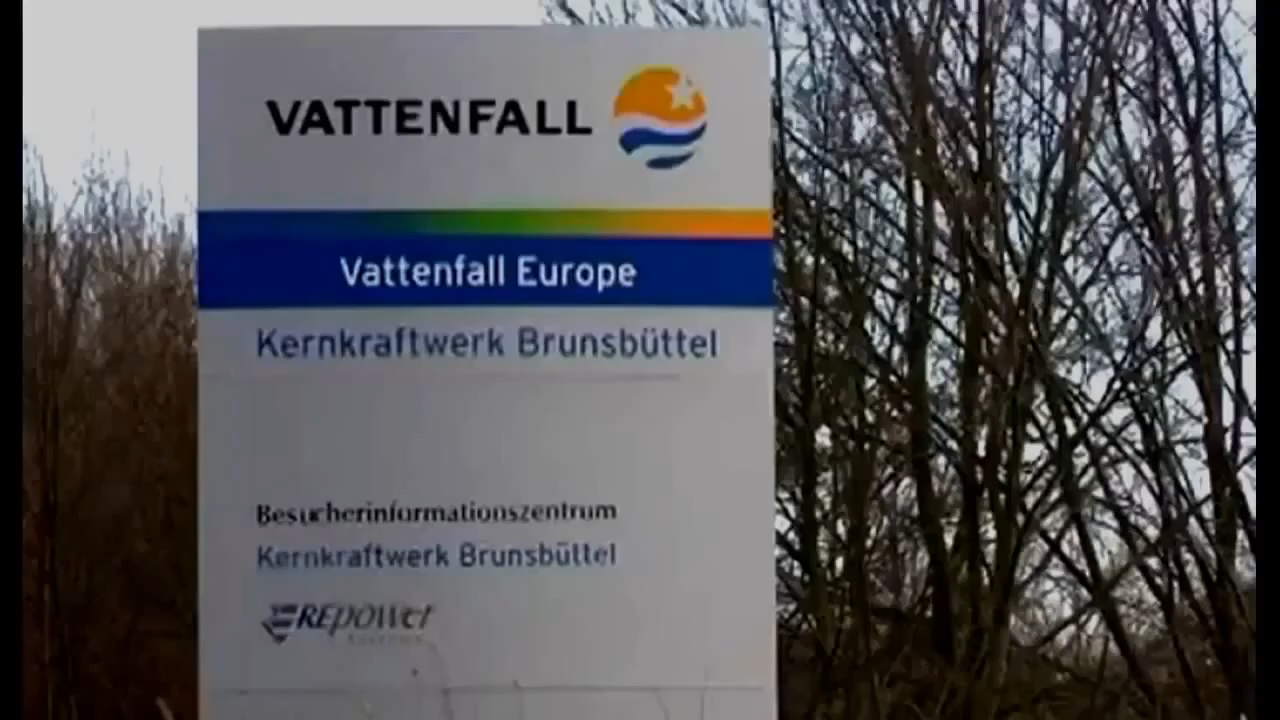 VATTENFALL
Vattenfall Europe
Kernkraftwerk Brunsbüttel
Besucherinformationszentrum
Kernkraftwerk Brunsbüttel
REpower